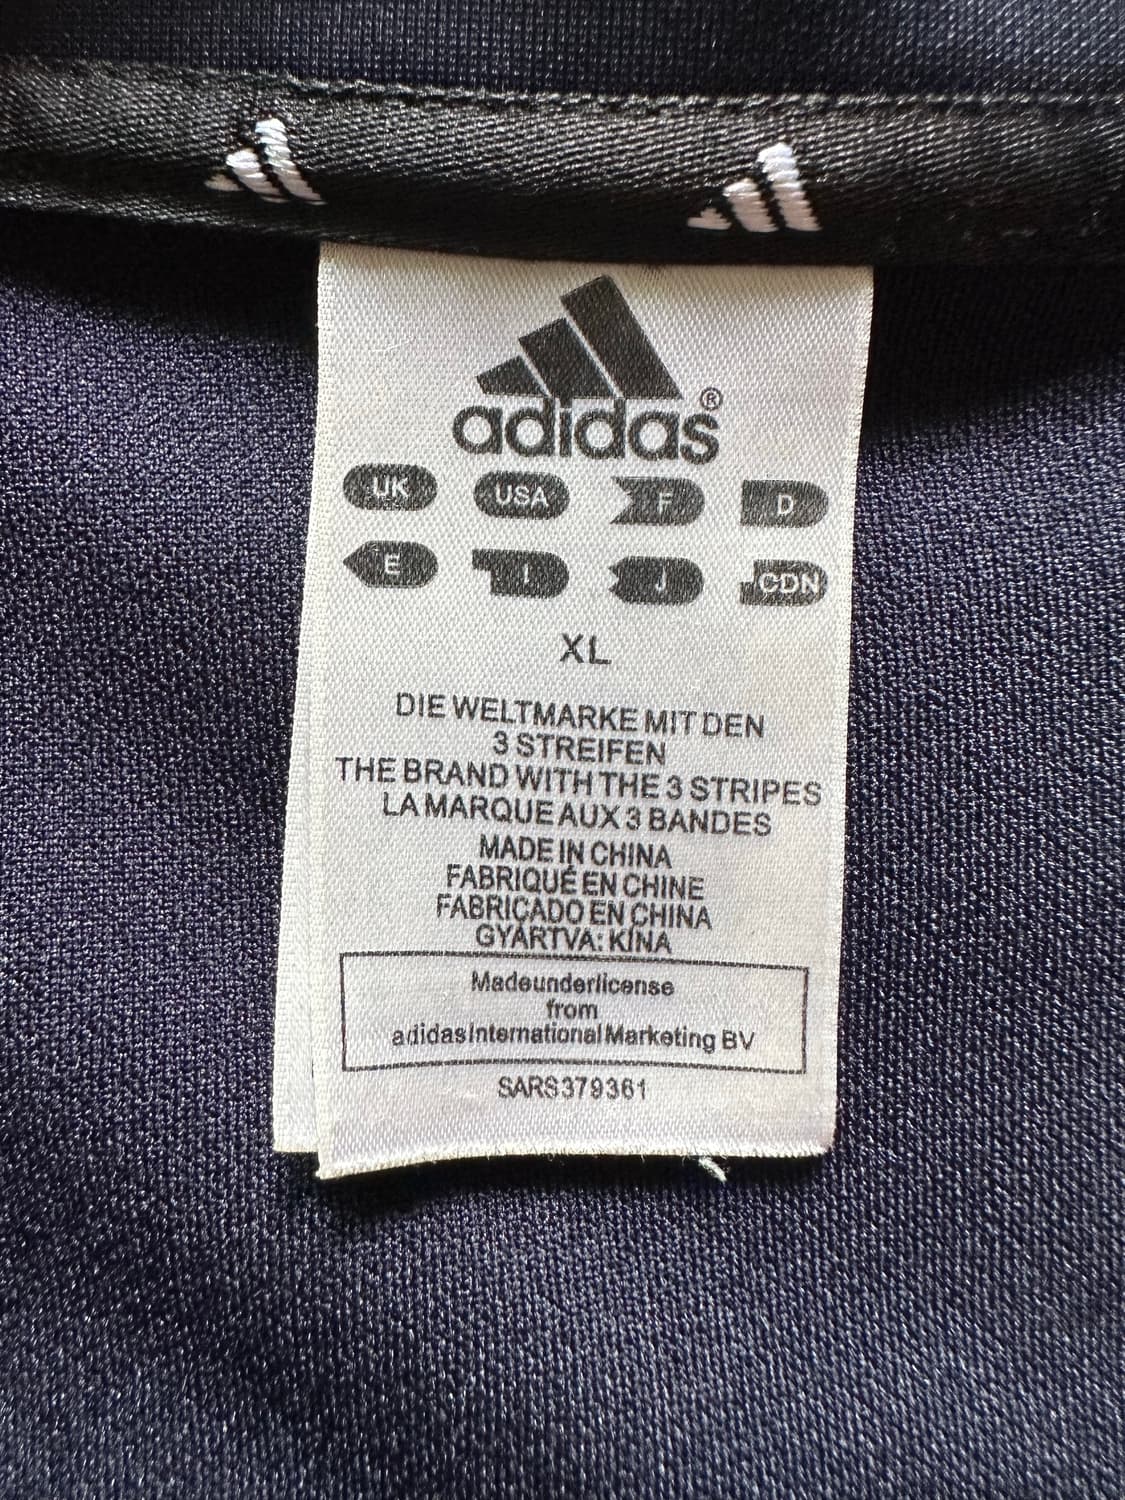 adidas®
UK USA F D
E I J CDN
XL
DIE WELTMARKE MIT DEN
3 STREIFEN
THE BRAND WITH THE 3 STRIPES
LA MARQUE AUX 3 BANDES
MADE IN CHINA
FABRIQUÉ EN CHINE
FABRICADO EN CHINA
GYÁRTVA: KÍNA
Madeunderlicense
from
adidasInternationalMarketing BV
SARS379361